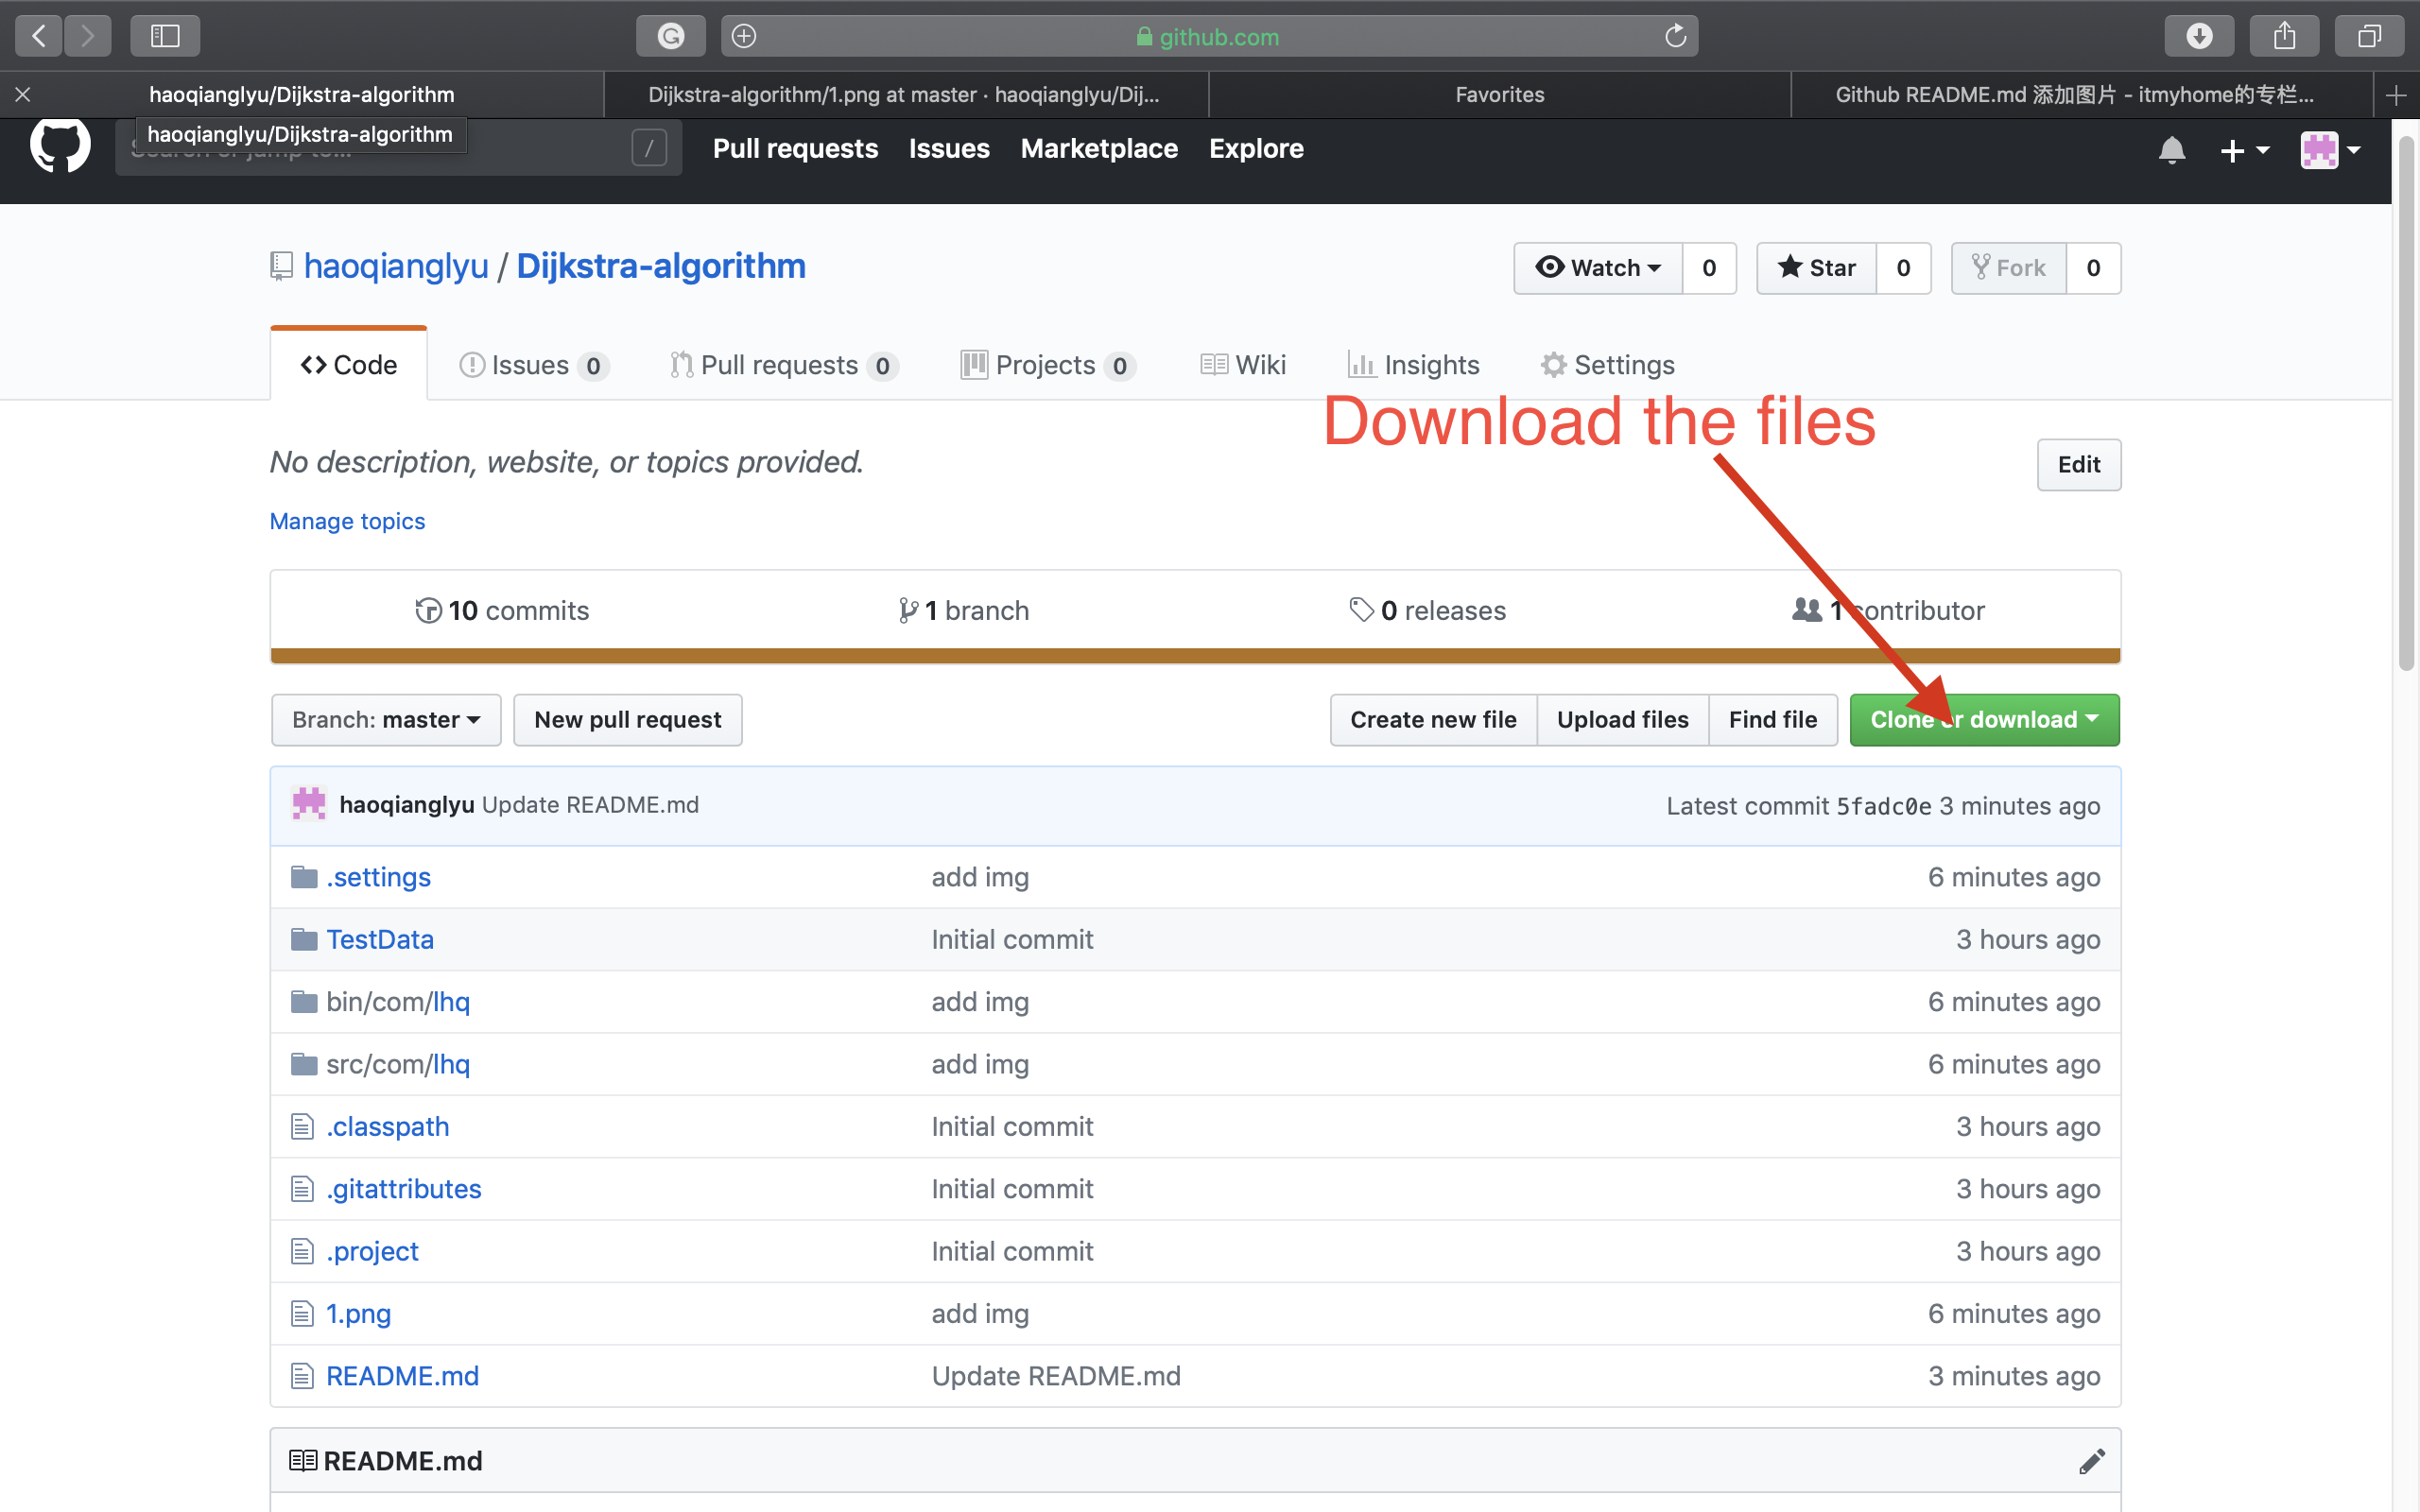 github.com
haoqianglyu/Dijkstra-algorithm
Dijkstra-algorithm/1.png at master · haoqianglyu/Dij...
Favorites
Github README.md 添加图片 - itmyhome的专栏...
haoqianglyu/Dijkstra-algorithm
/
Pull requests Issues Marketplace Explore
haoqianglyu / Dijkstra-algorithm
Watch 0 Star 0 Fork 0
Code Issues 0 Pull requests 0 Projects 0 Wiki Insights Settings
Download the files
No description, website, or topics provided.
Edit
Manage topics
10 commits 1 branch 0 releases 1 contributor
Branch: master New pull request Create new file Upload files Find file Clone or download
haoqianglyu Update README.md Latest commit 5fadc0e 3 minutes ago
.settings add img 6 minutes ago
TestData Initial commit 3 hours ago
bin/com/lhq add img 6 minutes ago
src/com/lhq add img 6 minutes ago
.classpath Initial commit 3 hours ago
.gitattributes Initial commit 3 hours ago
.project Initial commit 3 hours ago
1.png add img 6 minutes ago
README.md Update README.md 3 minutes ago
README.md